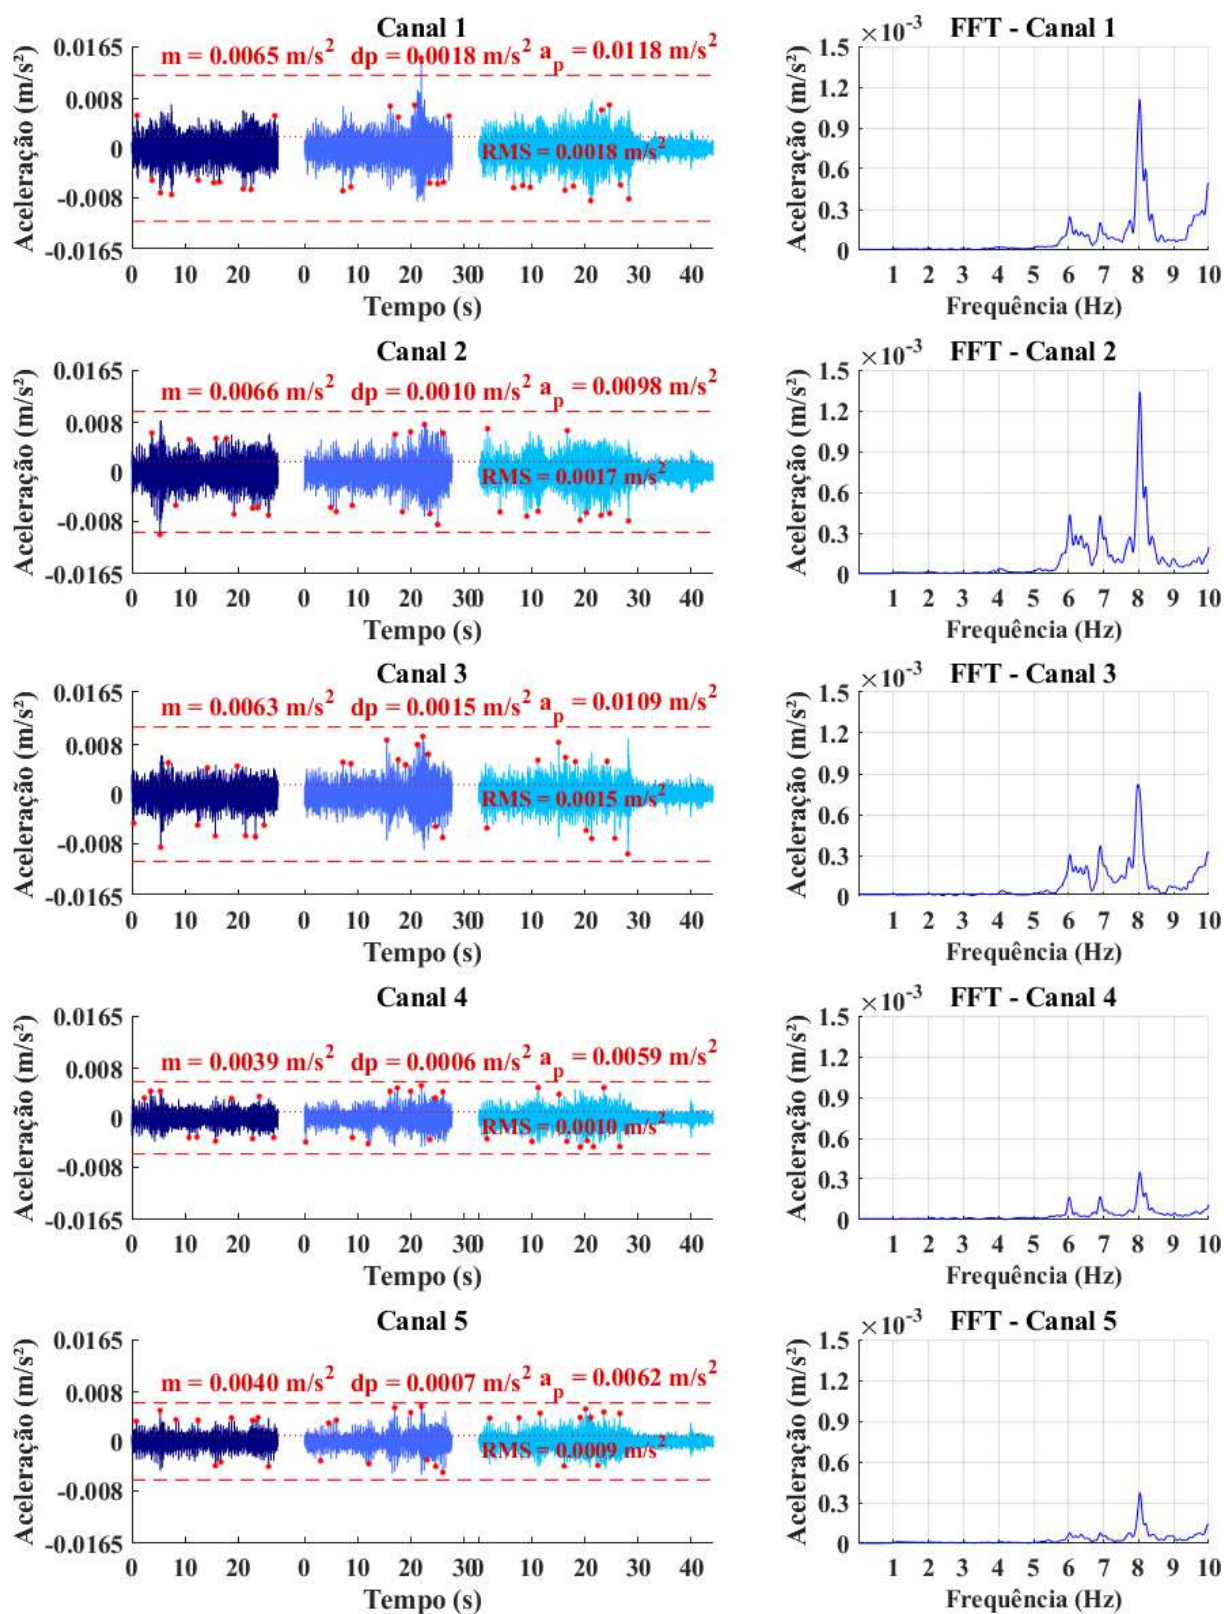 Canal 1
m = 0.0065 m/s² dp = 0.0018 m/s² a_p = 0.0118 m/s²
Aceleração (m/s²)
0.0165
0.008
0
-0.008
-0.0165
RMS = 0.0018 m/s²
0 10 20 0 10 20 30 0 10 20 30 40
Tempo (s)
FFT - Canal 1
×10⁻³
Aceleração (m/s²)
1.5
1.2
0.9
0.6
0.3
0
1 2 3 4 5 6 7 8 9 10
Frequência (Hz)
Canal 2
m = 0.0066 m/s² dp = 0.0010 m/s² a_p = 0.0098 m/s²
Aceleração (m/s²)
0.0165
0.008
0
-0.008
-0.0165
RMS = 0.0017 m/s²
0 10 20 0 10 20 30 0 10 20 30 40
Tempo (s)
FFT - Canal 2
×10⁻³
Aceleração (m/s²)
1.5
1.2
0.9
0.6
0.3
0
1 2 3 4 5 6 7 8 9 10
Frequência (Hz)
Canal 3
m = 0.0063 m/s² dp = 0.0015 m/s² a_p = 0.0109 m/s²
Aceleração (m/s²)
0.0165
0.008
0
-0.008
-0.0165
RMS = 0.0015 m/s²
0 10 20 0 10 20 30 0 10 20 30 40
Tempo (s)
FFT - Canal 3
×10⁻³
Aceleração (m/s²)
1.5
1.2
0.9
0.6
0.3
0
1 2 3 4 5 6 7 8 9 10
Frequência (Hz)
Canal 4
m = 0.0039 m/s² dp = 0.0006 m/s² a_p = 0.0059 m/s²
Aceleração (m/s²)
0.0165
0.008
0
-0.008
-0.0165
RMS = 0.0010 m/s²
0 10 20 0 10 20 30 0 10 20 30 40
Tempo (s)
FFT - Canal 4
×10⁻³
Aceleração (m/s²)
1.5
1.2
0.9
0.6
0.3
0
1 2 3 4 5 6 7 8 9 10
Frequência (Hz)
Canal 5
m = 0.0040 m/s² dp = 0.0007 m/s² a_p = 0.0062 m/s²
Aceleração (m/s²)
0.0165
0.008
0
-0.008
-0.0165
RMS = 0.0009 m/s²
0 10 20 0 10 20 30 0 10 20 30 40
Tempo (s)
FFT - Canal 5
×10⁻³
Aceleração (m/s²)
1.5
1.2
0.9
0.6
0.3
0
1 2 3 4 5 6 7 8 9 10
Frequência (Hz)